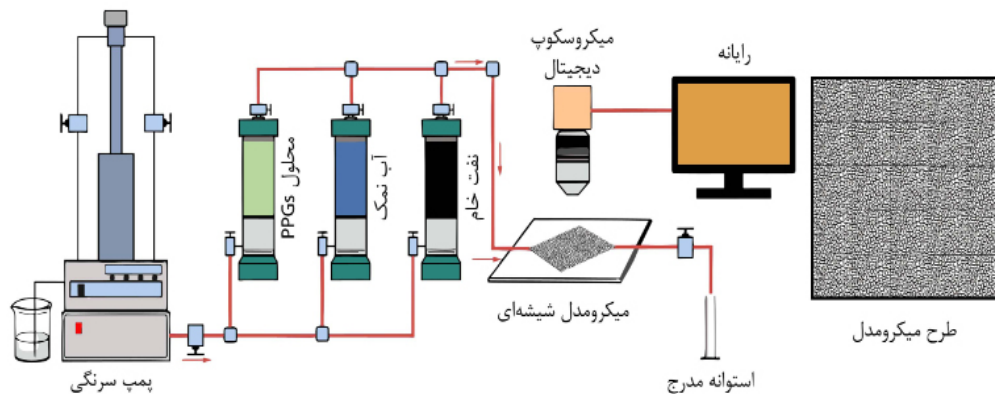 میکروسکوپ
دیجیتال
رایانه
محلول PPGs
آب نمک
نفت خام
میکرومدل شیشه‌ای
طرح میکرومدل
استوانه مدرج
پمپ سرنگی